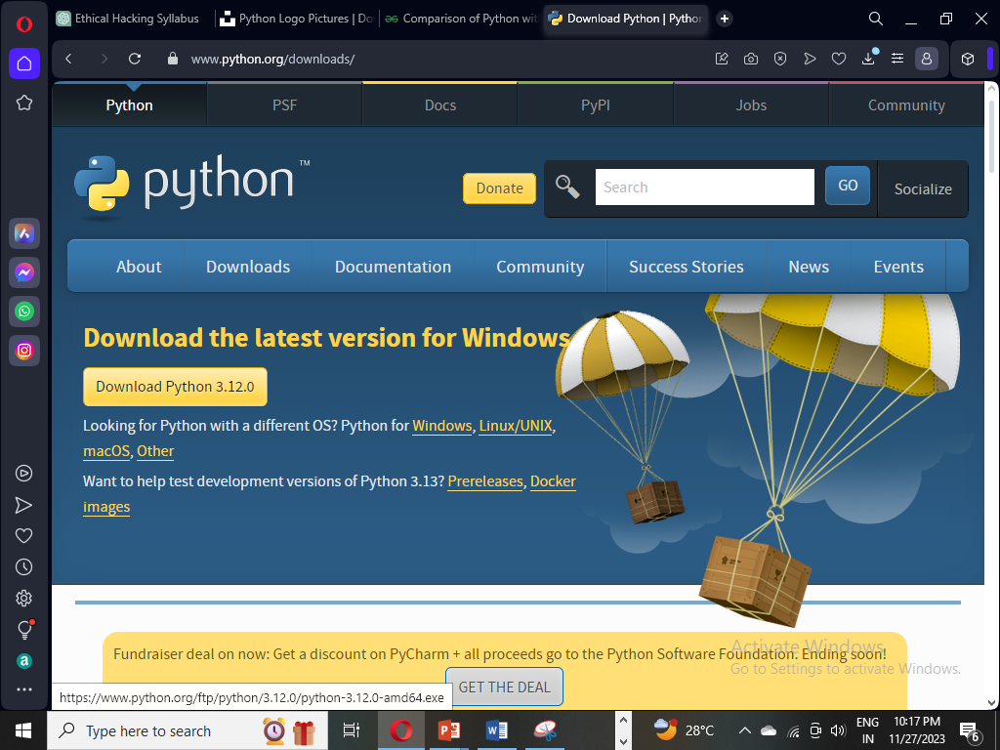 Ethical Hacking Syllabus
Python Logo Pictures | Do
Comparison of Python wit
Download Python | Python
www.python.org/downloads/
Python
PSF
Docs
PyPI
Jobs
Community
python™
Donate
Search
GO
Socialize
About
Downloads
Documentation
Community
Success Stories
News
Events
Download the latest version for Windows
Download Python 3.12.0
Looking for Python with a different OS? Python for Windows, Linux/UNIX,
macOS, Other
Want to help test development versions of Python 3.13? Prereleases, Docker
images
Fundraiser deal on now: Get a discount on PyCharm + all proceeds go to the Python Software Foundation. Ending soon!
GET THE DEAL
Activate Windows
Go to Settings to activate Windows.
https://www.python.org/ftp/python/3.12.0/python-3.12.0-amd64.exe
Type here to search
28°C
ENG
IN
10:17 PM
11/27/2023
6